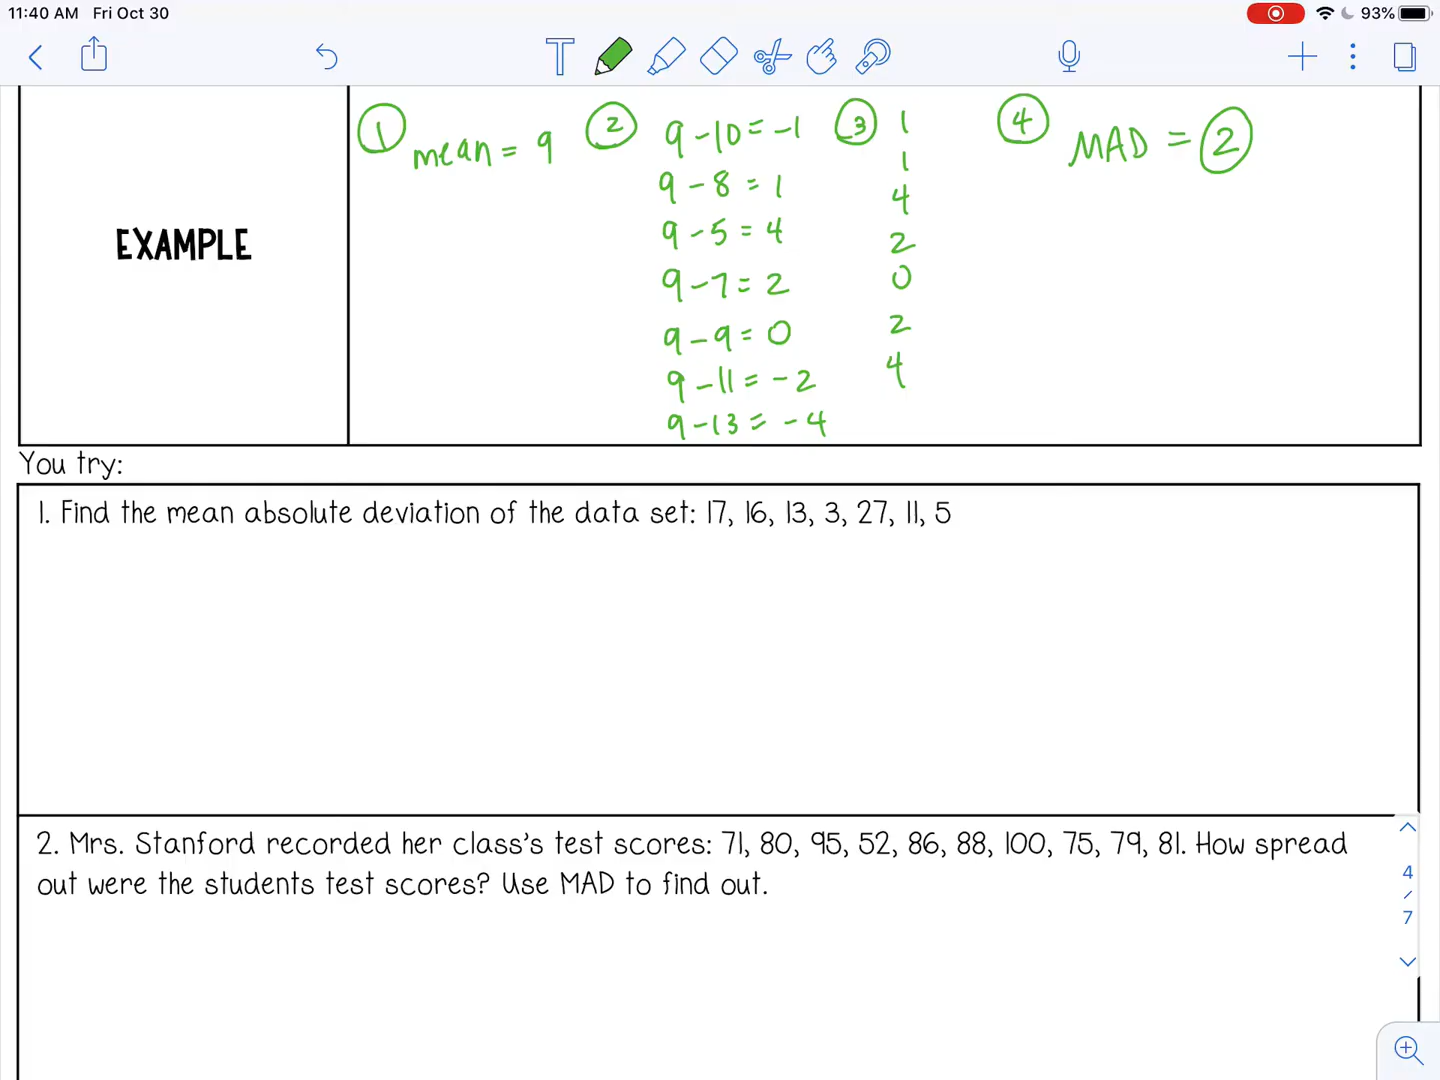 11:40 AM Fri Oct 30
93%
① mean = 9 ② 9-10=-1 ③ 1 ④ MAD = 2
9-8=1 1
9-5=4 4
9-7=2 2
9-9=0 0
9-11=-2 2
9-13=-4 4
EXAMPLE
You try:
1. Find the mean absolute deviation of the data set: 17, 16, 13, 3, 27, 11, 5
2. Mrs. Stanford recorded her class's test scores: 71, 80, 95, 52, 86, 88, 100, 75, 79, 81. How spread
out were the students test scores? Use MAD to find out.
4
/
7